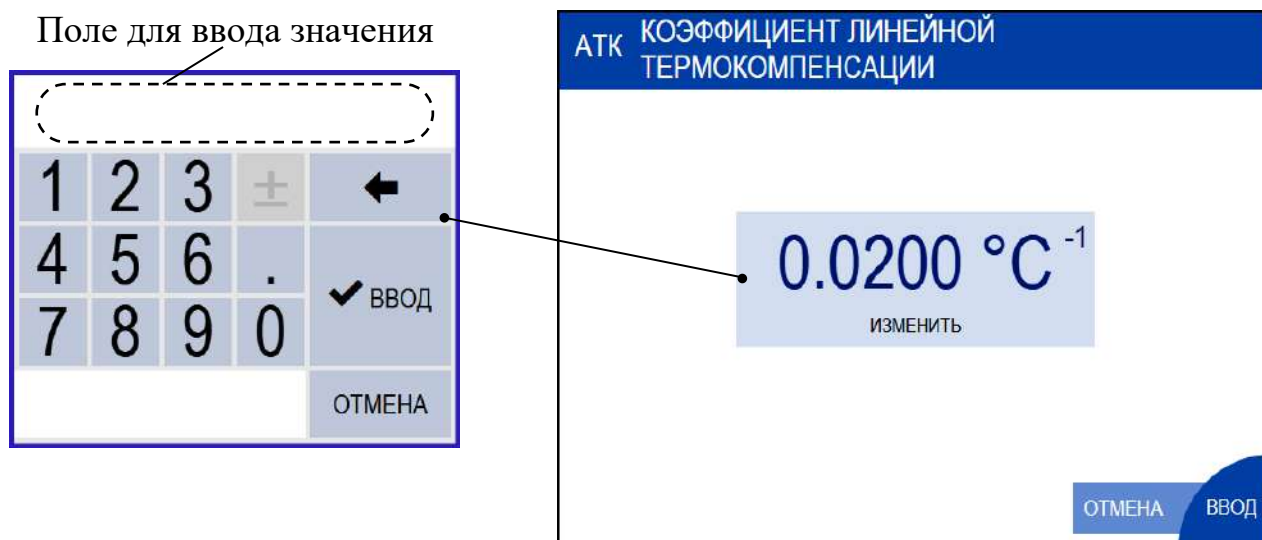 Поле для ввода значения
1 2 3 ±
4 5 6 .
ВВОД
7 8 9 0
ОТМЕНА
АТК КОЭФФИЦИЕНТ ЛИНЕЙНОЙ
ТЕРМОКОМПЕНСАЦИИ
0.0200 °C⁻¹
ИЗМЕНИТЬ
ОТМЕНА ВВОД